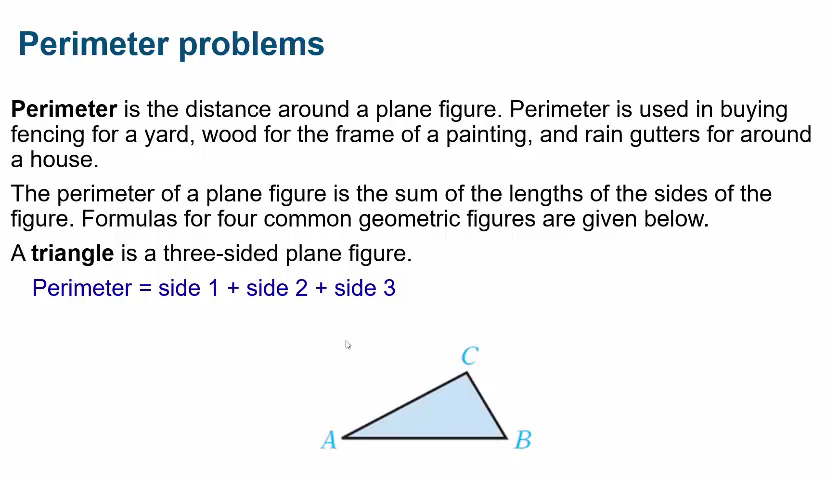 Perimeter problems
Perimeter is the distance around a plane figure. Perimeter is used in buying
fencing for a yard, wood for the frame of a painting, and rain gutters for around
a house.
The perimeter of a plane figure is the sum of the lengths of the sides of the
figure. Formulas for four common geometric figures are given below.
A triangle is a three-sided plane figure.
Perimeter = side 1 + side 2 + side 3
C
A
B